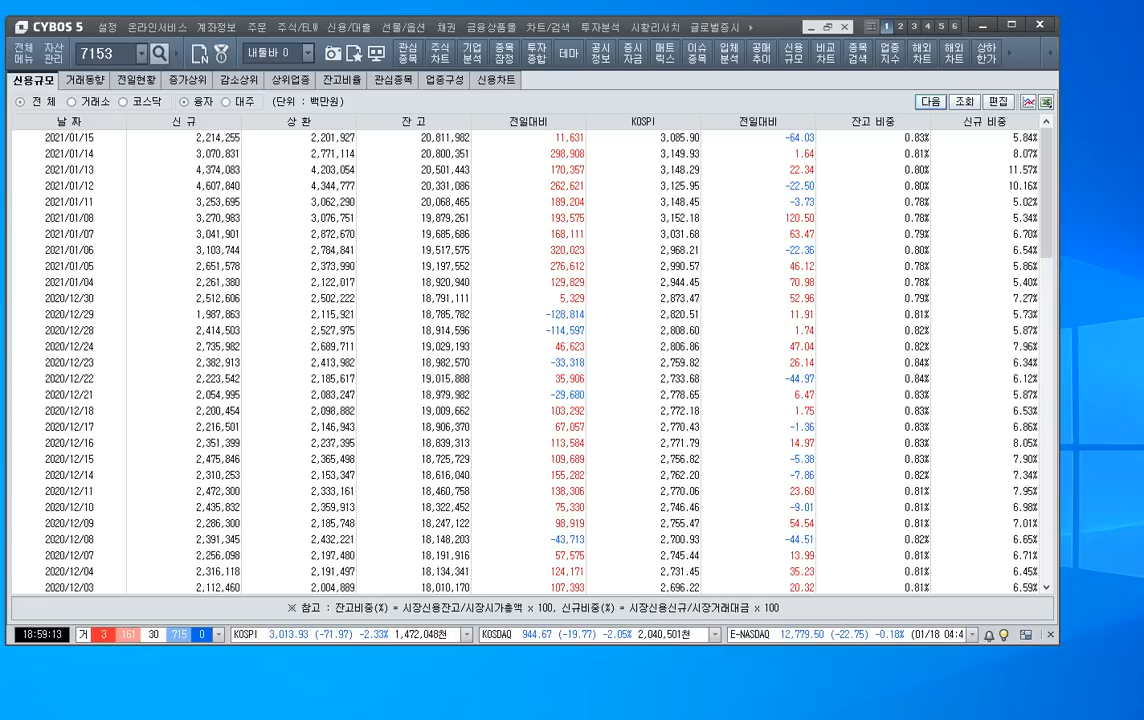 CYBOS 5 설정 온라인서비스 계좌정보 주문 주식/ELW 신용/대출 선물/옵션 채권 금융상품몰 차트/검색 투자분석 시황리서치 글로벌증시 1 2 3 4 5 6
전체메뉴 자산관리 7153 내툴바 0 관심종목 주식차트 기업분석 종목잠정 투자종합 테마 공시정보 증시자금 매트릭스 이슈종목 입체분석 공매추이 신용규모 비교차트 종목검색 업종지수 해외차트 해외차트 상하한가
신용규모 거래동향 전일현황 증가상위 감소상위 상위업종 잔고비율 관심종목 업종구성 신용차트
전 체 거래소 코스닥 융자 대주 (단위 : 백만원) 다음 조회 편집
날 자 신 규 상 환 잔 고 전일대비 KOSPI 전일대비 잔고 비중 신규 비중
2021/01/15 2,214,255 2,201,927 20,811,982 11,631 3,085.90 -64.03 0.83% 5.84%
2021/01/14 3,070,831 2,771,114 20,800,351 298,908 3,149.93 1.64 0.81% 8.07%
2021/01/13 4,374,083 4,203,054 20,501,443 170,357 3,148.29 22.34 0.80% 11.57%
2021/01/12 4,607,840 4,344,777 20,331,086 262,621 3,125.95 -22.50 0.80% 10.16%
2021/01/11 3,253,695 3,062,290 20,068,465 189,204 3,148.45 -3.73 0.78% 5.02%
2021/01/08 3,270,983 3,076,751 19,879,261 193,575 3,152.18 120.50 0.78% 5.34%
2021/01/07 3,041,901 2,872,670 19,685,686 168,111 3,031.68 63.47 0.79% 6.70%
2021/01/06 3,103,744 2,784,841 19,517,575 320,023 2,968.21 -22.36 0.80% 6.54%
2021/01/05 2,651,578 2,373,990 19,197,552 276,612 2,990.57 46.12 0.78% 5.86%
2021/01/04 2,261,380 2,122,017 18,920,940 129,829 2,944.45 70.98 0.78% 5.40%
2020/12/30 2,512,606 2,502,222 18,791,111 5,329 2,873.47 52.96 0.79% 7.27%
2020/12/29 1,987,863 2,115,921 18,785,782 -128,814 2,820.51 11.91 0.81% 5.73%
2020/12/28 2,414,503 2,527,975 18,914,596 -114,597 2,808.60 1.74 0.82% 5.87%
2020/12/24 2,735,982 2,689,711 19,029,193 46,623 2,806.86 47.04 0.82% 7.96%
2020/12/23 2,382,913 2,413,982 18,982,570 -33,318 2,759.82 26.14 0.84% 6.34%
2020/12/22 2,223,542 2,185,617 19,015,888 35,906 2,733.68 -44.97 0.84% 6.12%
2020/12/21 2,054,995 2,083,247 18,979,982 -29,680 2,778.65 6.47 0.83% 5.87%
2020/12/18 2,200,454 2,098,882 19,009,662 103,292 2,772.18 1.75 0.83% 6.53%
2020/12/17 2,216,501 2,146,943 18,906,370 67,057 2,770.43 -1.36 0.83% 6.86%
2020/12/16 2,351,399 2,237,395 18,839,313 113,584 2,771.79 14.97 0.83% 8.05%
2020/12/15 2,475,846 2,365,498 18,725,729 109,689 2,756.82 -5.38 0.83% 7.90%
2020/12/14 2,310,253 2,153,347 18,616,040 155,282 2,762.20 -7.86 0.82% 7.34%
2020/12/11 2,472,300 2,333,161 18,460,758 138,306 2,770.06 23.60 0.81% 7.95%
2020/12/10 2,435,832 2,359,913 18,322,452 75,330 2,746.46 -9.01 0.81% 6.98%
2020/12/09 2,286,300 2,185,748 18,247,122 98,919 2,755.47 54.54 0.81% 7.01%
2020/12/08 2,391,345 2,432,221 18,148,203 -43,713 2,700.93 -44.51 0.82% 6.65%
2020/12/07 2,256,098 2,197,480 18,191,916 57,575 2,745.44 13.99 0.81% 6.71%
2020/12/04 2,316,118 2,191,497 18,134,341 124,171 2,731.45 35.23 0.81% 6.45%
2020/12/03 2,112,460 2,004,889 18,010,170 107,393 2,696.22 20.32 0.81% 6.59%
※ 참고 : 잔고비중(%) = 시장신용잔고/시장시가총액 x 100, 신규비중(%) = 시장신용신규/시장거래대금 x 100
18:59:13 거 3 161 30 715 0 KOSPI 3,013.93 (-71.97) -2.33% 1,472,048천 KOSDAQ 944.67 (-19.77) -2.05% 2,040,501천 E-NASDAQ 12,779.50 (-22.75) -0.18% (01/18 04:4